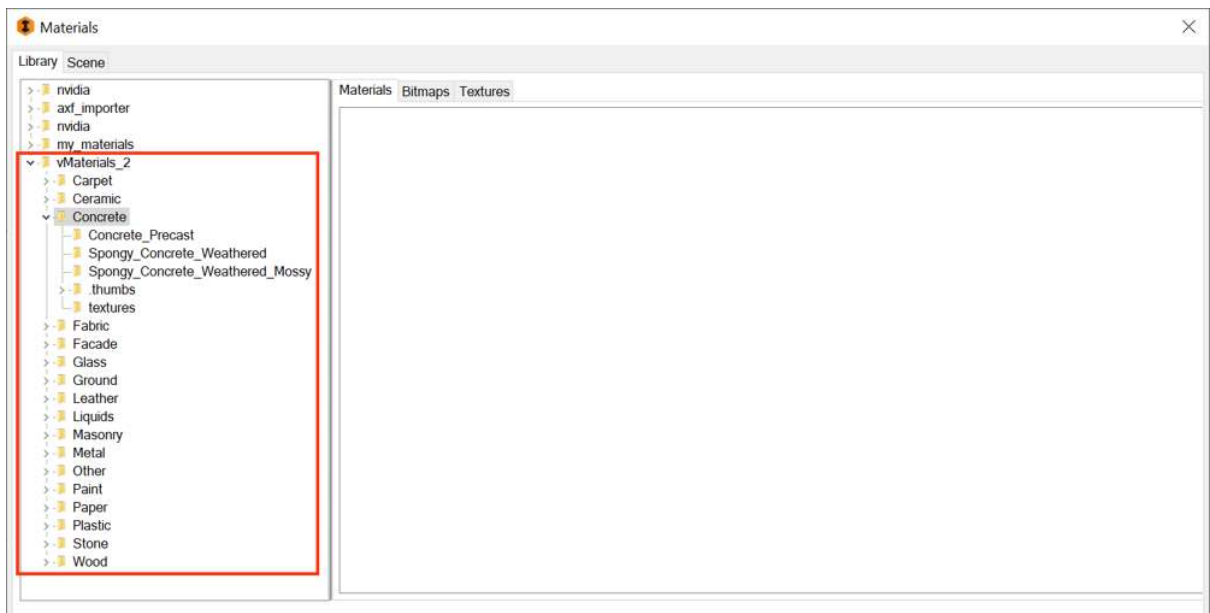 Materials
Library Scene
nvidia
axf_importer
nvidia
my_materials
vMaterials_2
Carpet
Ceramic
Concrete
Concrete_Precast
Spongy_Concrete_Weathered
Spongy_Concrete_Weathered_Mossy
.thumbs
textures
Fabric
Facade
Glass
Ground
Leather
Liquids
Masonry
Metal
Other
Paint
Paper
Plastic
Stone
Wood
Materials Bitmaps Textures